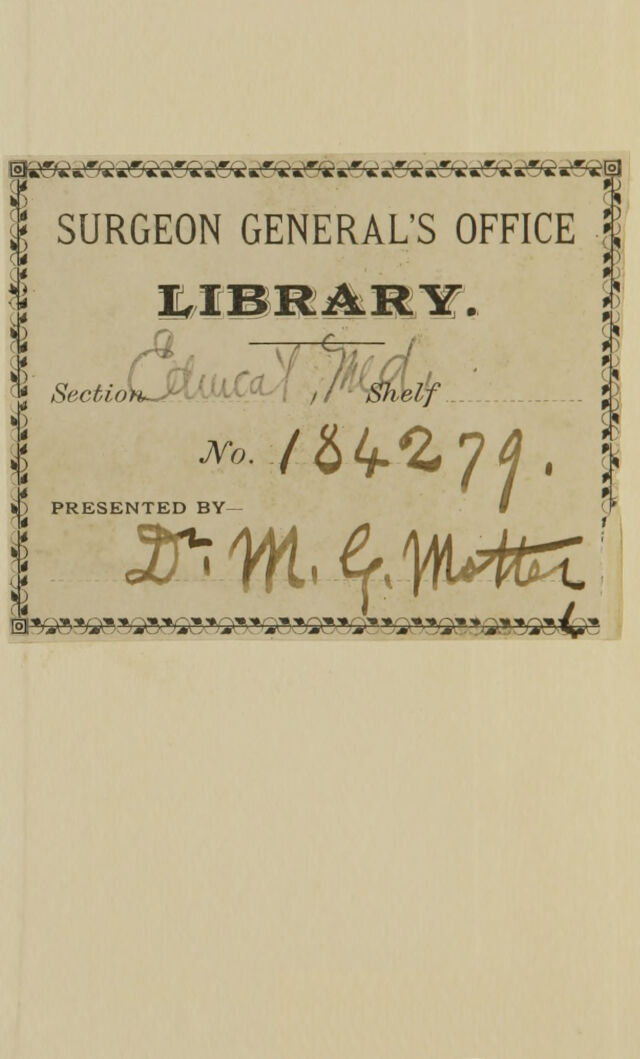 SURGEON GENERAL'S OFFICE
LIBRARY.
Section Educat, Med, Shelf
No. 184279.
PRESENTED BY—
Dr. M. G. Motter